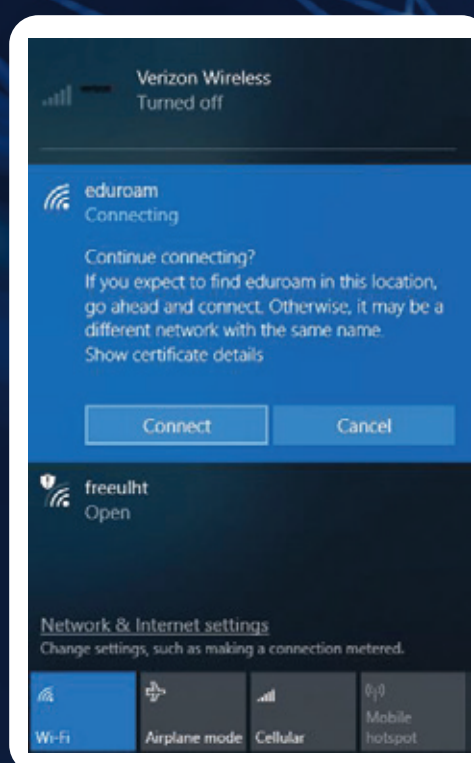 Verizon Wireless
Turned off
eduroam
Connecting
Continue connecting?
If you expect to find eduroam in this location,
go ahead and connect. Otherwise, it may be a
different network with the same name.
Show certificate details
Connect
Cancel
freeulht
Open
Network & Internet settings
Change settings, such as making a connection metered.
Wi-Fi
Airplane mode
Cellular
Mobile
hotspot